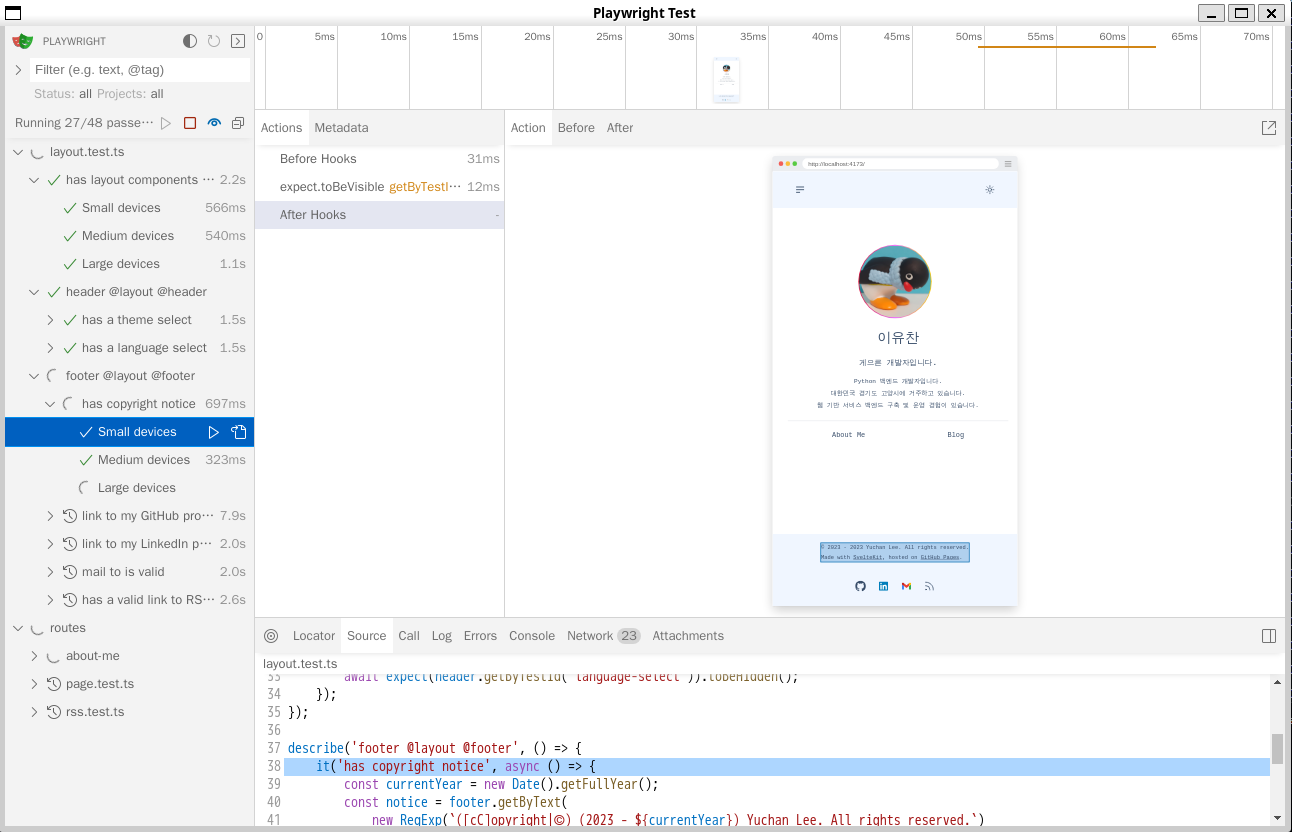 Playwright Test
PLAYWRIGHT
Filter (e.g. text, @tag)
Status: all Projects: all
Running 27/48 passe…
layout.test.ts
has layout components … 2.2s
Small devices 566ms
Medium devices 540ms
Large devices 1.1s
header @layout @header
has a theme select 1.5s
has a language select 1.5s
footer @layout @footer
has copyright notice 697ms
Small devices
Medium devices 323ms
Large devices
link to my GitHub pro… 7.9s
link to my LinkedIn p… 2.0s
mail to is valid 2.0s
has a valid link to RS… 2.6s
routes
about-me
page.test.ts
rss.test.ts
0 5ms 10ms 15ms 20ms 25ms 30ms 35ms 40ms 45ms 50ms 55ms 60ms 65ms 70ms
Actions Metadata
Before Hooks 31ms
expect.toBeVisible getByTestI… 12ms
After Hooks -
Action Before After
http://localhost:4173/
이유찬
게으른 개발자입니다.
Python 백엔드 개발자입니다.
대한민국 경기도 고양시에 거주하고 있습니다.
웹 기반 서비스 백엔드 구축 및 운영 경험이 있습니다.
About Me Blog
© 2023 - 2023 Yuchan Lee. All rights reserved.
Made with SvelteKit, hosted on GitHub Pages.
Locator Source Call Log Errors Console Network 23 Attachments
layout.test.ts
33 await expect(header.getByTestId('language-select')).toBeHidden();
34 });
35 });
36
37 describe('footer @layout @footer', () => {
38 it('has copyright notice', async () => {
39 const currentYear = new Date().getFullYear();
40 const notice = footer.getByText(
41 new RegExp(`([cC]opyright|©) (2023 - ${currentYear}) Yuchan Lee. All rights reserved.`)